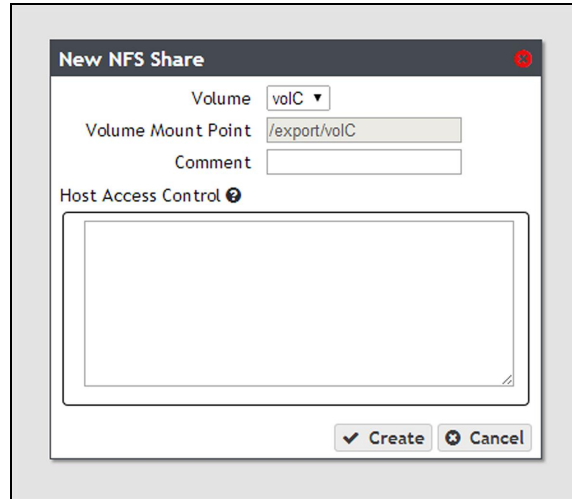 New NFS Share
Volume volC
Volume Mount Point /export/volC
Comment
Host Access Control
Create Cancel